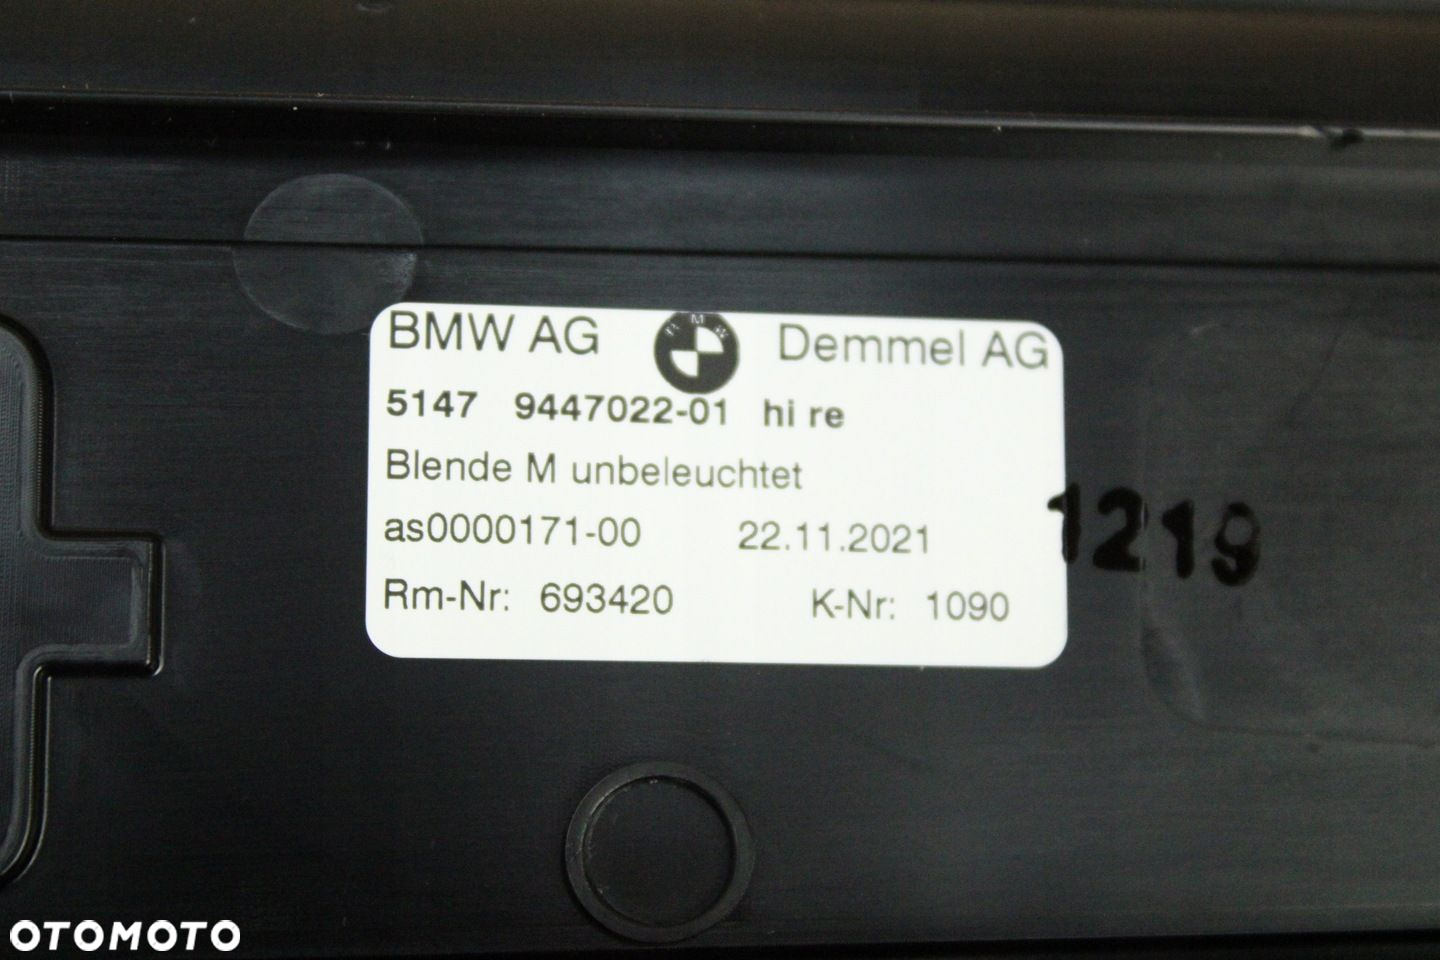 BMW AG BMW Demmel AG
5147 9447022-01 hi re
Blende M unbeleuchtet
as0000171-00 22.11.2021
1219
Rm-Nr: 693420 K-Nr: 1090
OTOMOTO